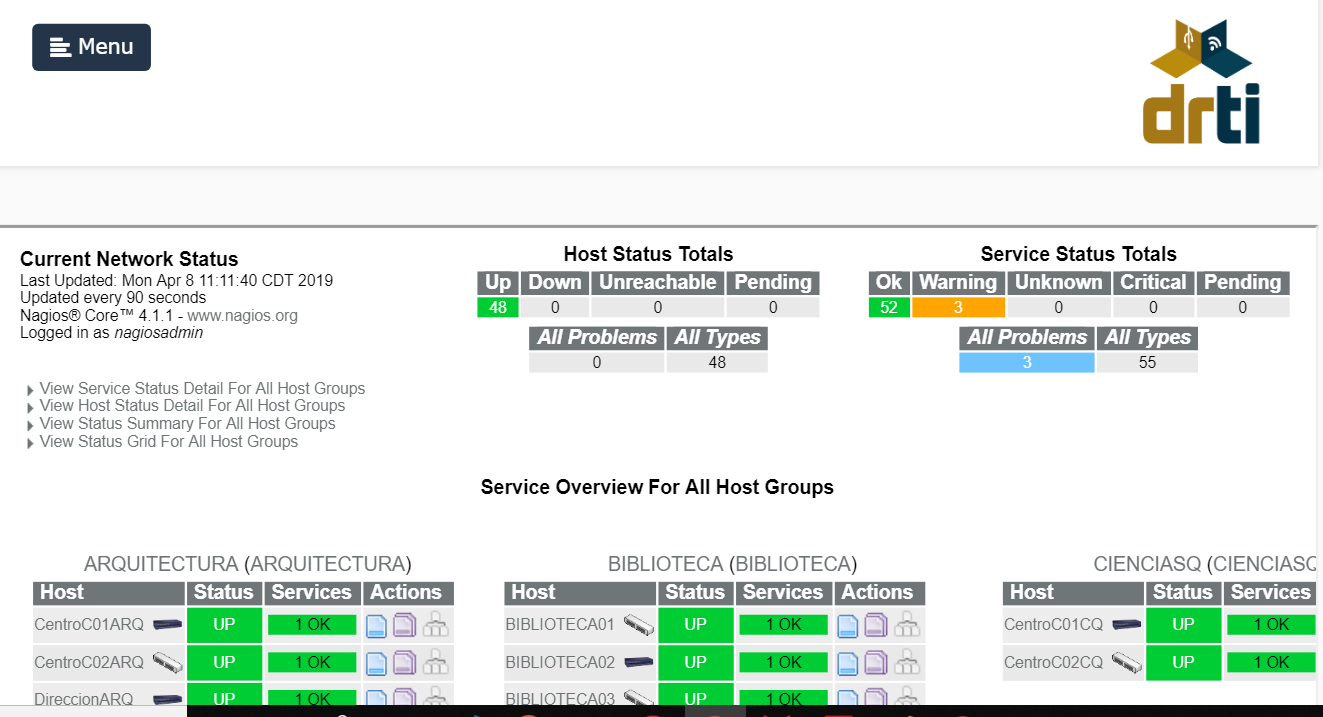 Menu
drti
Current Network Status
Last Updated: Mon Apr 8 11:11:40 CDT 2019
Updated every 90 seconds
Nagios® Core™ 4.1.1 - www.nagios.org
Logged in as nagiosadmin
View Service Status Detail For All Host Groups
View Host Status Detail For All Host Groups
View Status Summary For All Host Groups
View Status Grid For All Host Groups
Host Status Totals
Up Down Unreachable Pending
48 0 0 0
All Problems All Types
0 48
Service Status Totals
Ok Warning Unknown Critical Pending
52 3 0 0 0
All Problems All Types
3 55
Service Overview For All Host Groups
ARQUITECTURA (ARQUITECTURA)
Host Status Services Actions
CentroC01ARQ UP 1 OK
CentroC02ARQ UP 1 OK
DireccionARQ UP 1 OK
BIBLIOTECA (BIBLIOTECA)
Host Status Services Actions
BIBLIOTECA01 UP 1 OK
BIBLIOTECA02 UP 1 OK
BIBLIOTECA03 UP 1 OK
CIENCIASQ (CIENCIASQ
Host Status Services
CentroC01CQ UP 1 OK
CentroC02CQ UP 1 OK